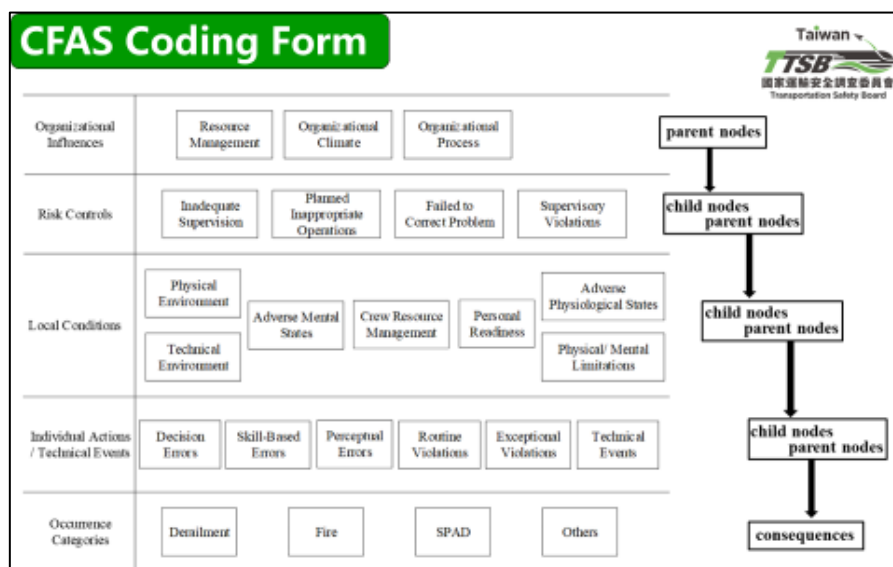 CFAS Coding Form
Taiwan
TTSB
國家運輸安全調查委員會
Transportation Safety Board
Organizational
Influences
Resource
Management
Organizational
Climate
Organizational
Process
parent nodes
Risk Controls
Inadequate
Supervision
Planned
Inappropriate
Operations
Failed to
Correct Problem
Supervisory
Violations
child nodes
parent nodes
Local Conditions
Physical
Environment
Technical
Environment
Adverse Mental
States
Crew Resource
Management
Personal
Readiness
Adverse
Physiological States
Physical/ Mental
Limitations
child nodes
parent nodes
Individual Actions
/ Technical Events
Decision
Errors
Skill-Based
Errors
Perceptual
Errors
Routine
Violations
Exceptional
Violations
Technical
Events
child nodes
parent nodes
Occurrence
Categories
Derailment
Fire
SPAD
Others
consequences